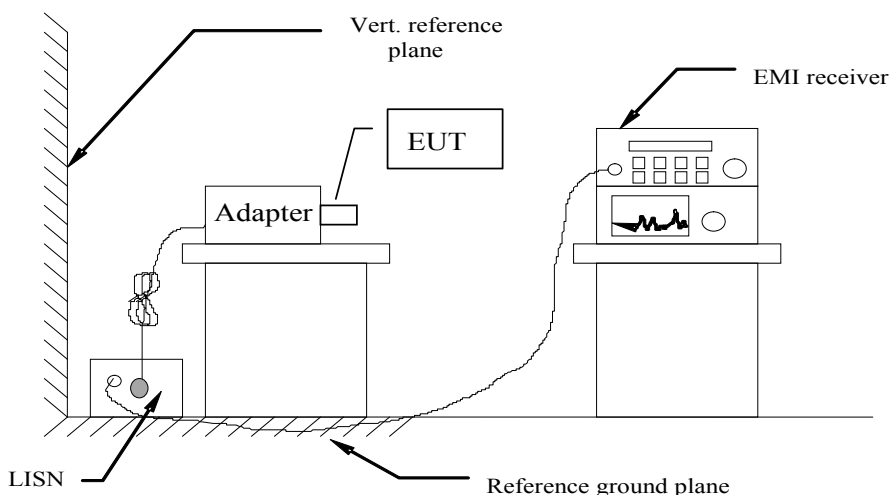 Vert. reference
plane
EMI receiver
EUT
Adapter
LISN
Reference ground plane